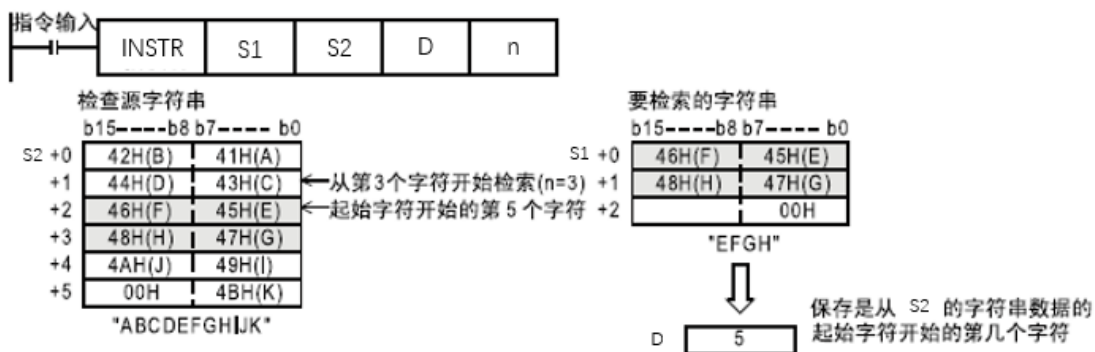 指令输入
INSTR S1 S2 D n
检查源字符串
b15----b8 b7---- b0
S2 +0 42H(B) 41H(A)
+1 44H(D) 43H(C) ←从第3个字符开始检索(n=3)
+2 46H(F) 45H(E) ←起始字符开始的第 5 个字符
+3 48H(H) 47H(G)
+4 4AH(J) 49H(I)
+5 00H 4BH(K)
"ABCDEFGHIJK"
要检索的字符串
b15----b8 b7---- b0
S1 +0 46H(F) 45H(E)
+1 48H(H) 47H(G)
+2 00H
"EFGH"
D 5
保存是从 S2 的字符串数据的
起始字符开始的第几个字符